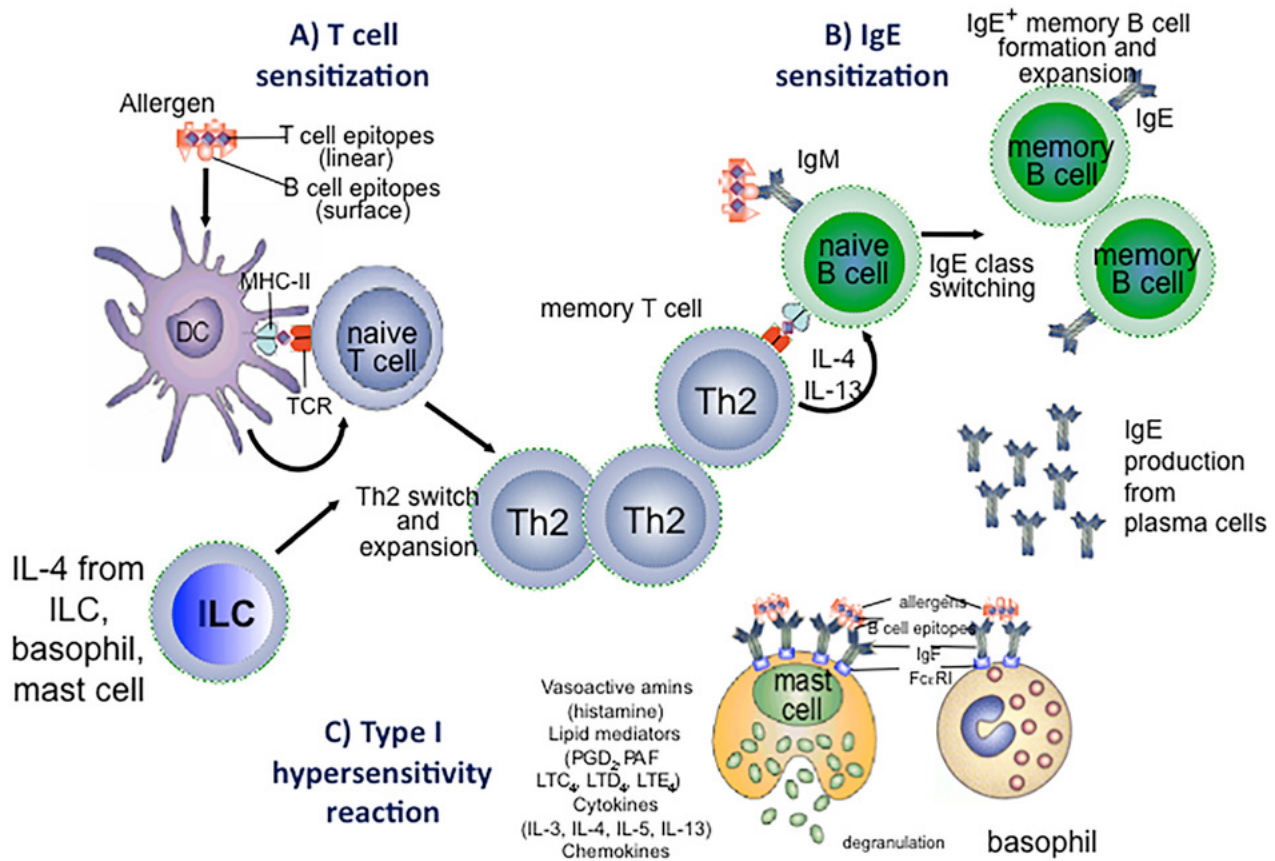 A) T cell
sensitization
Allergen
T cell epitopes
(linear)
B cell epitopes
(surface)
MHC-II
DC
naive
T cell
TCR
Th2 switch
and
expansion
Th2
Th2
IL-4 from
ILC,
basophil,
mast cell
ILC
B) IgE
sensitization
IgM
naive
B cell
memory T cell
Th2
IL-4
IL-13
IgE class
switching
IgE+ memory B cell
formation and
expansion
IgE
memory
B cell
memory
B cell
IgE
production
from
plasma cells
C) Type I
hypersensitivity
reaction
Vasoactive amins
(histamine)
Lipid mediators
(PGD2, PAF
LTC4, LTD4, LTE4)
Cytokines
(IL-3, IL-4, IL-5, IL-13)
Chemokines
mast
cell
degranulation
allergens
B cell epitopes
IgE
FcεRI
basophil